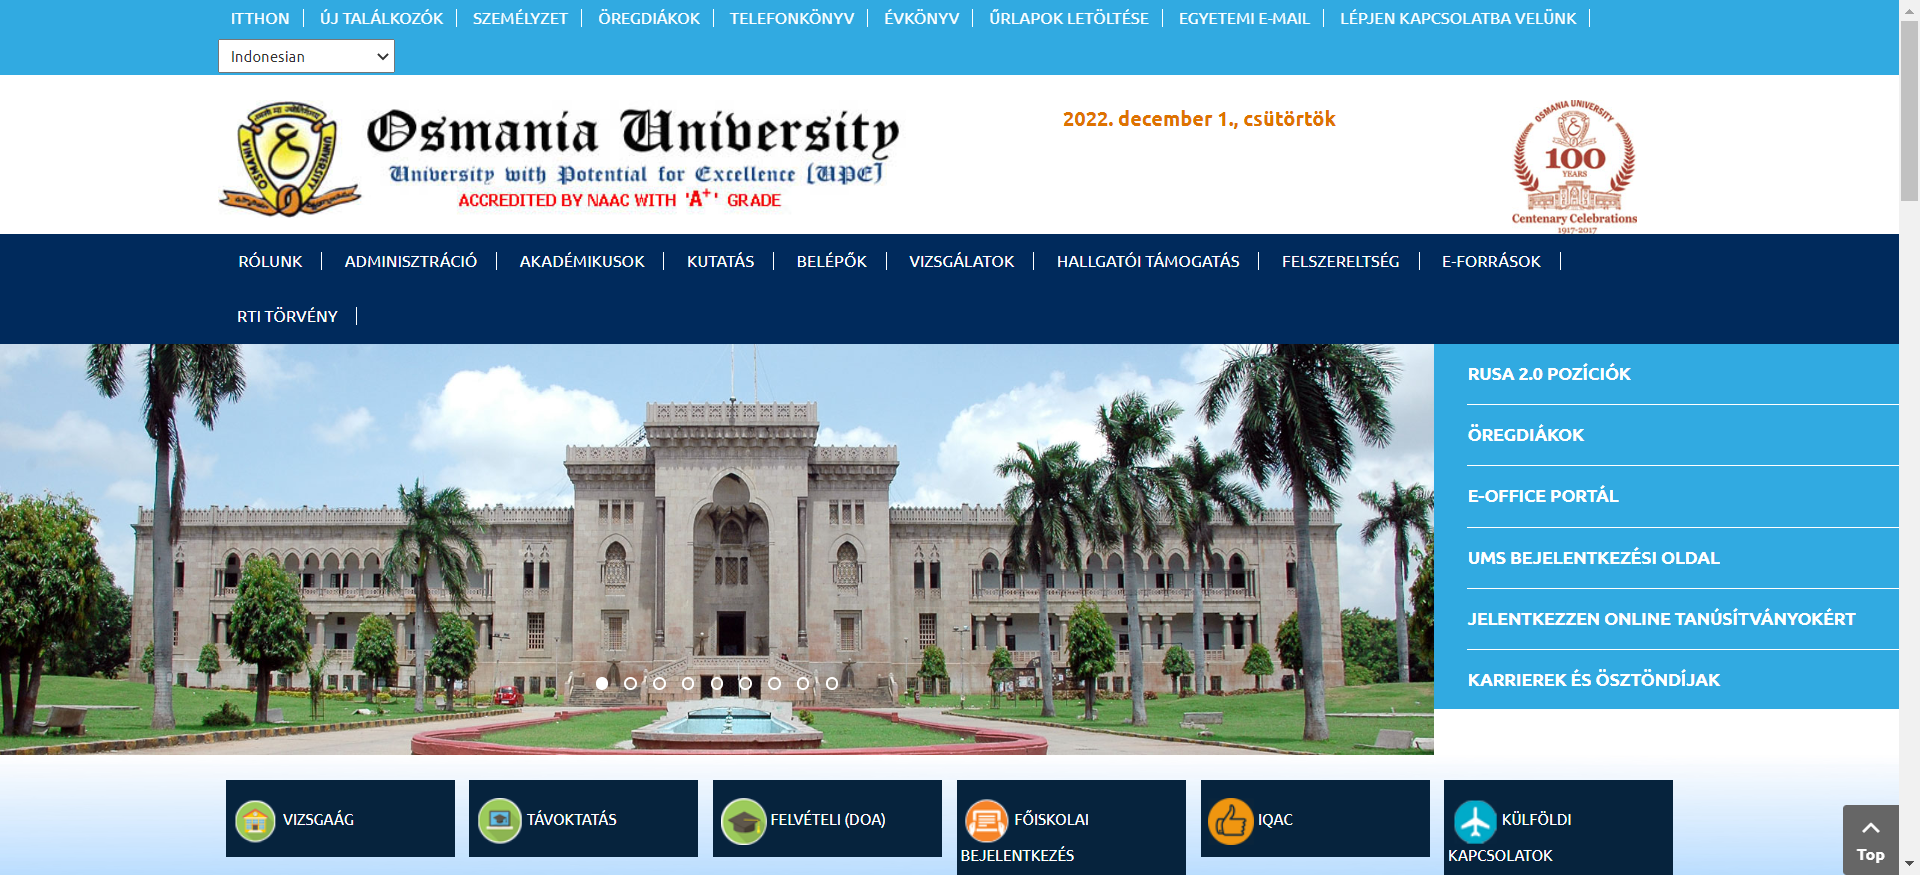 ITTHON ÚJ TALÁLKOZÓK SZEMÉLYZET ÖREGDIÁKOK TELEFONKÖNYV ÉVKÖNYV ŰRLAPOK LETÖLTÉSE EGYETEMI E-MAIL LÉPJEN KAPCSOLATBA VELÜNK
Indonesian
Osmania University
University with Potential for Excellence [UPE]
ACCREDITED BY NAAC WITH 'A+' GRADE
OSMANIA UNIVERSITY
2022. december 1., csütörtök
OSMANIA UNIVERSITY
100
YEARS
Centenary Celebrations
1917-2017
RÓLUNK ADMINISZTRÁCIÓ AKADÉMIKUSOK KUTATÁS BELÉPŐK VIZSGÁLATOK HALLGATÓI TÁMOGATÁS FELSZERELTSÉG E-FORRÁSOK
RTI TÖRVÉNY
RUSA 2.0 POZÍCIÓK
ÖREGDIÁKOK
E-OFFICE PORTÁL
UMS BEJELENTKEZÉSI OLDAL
JELENTKEZZEN ONLINE TANÚSÍTVÁNYOKÉRT
KARRIEREK ÉS ÖSZTÖNDÍJAK
VIZSGAÁG
TÁVOKTATÁS
FELVÉTELI (DOA)
FŐISKOLAI
BEJELENTKEZÉS
IQAC
KÜLFÖLDI
KAPCSOLATOK
Top